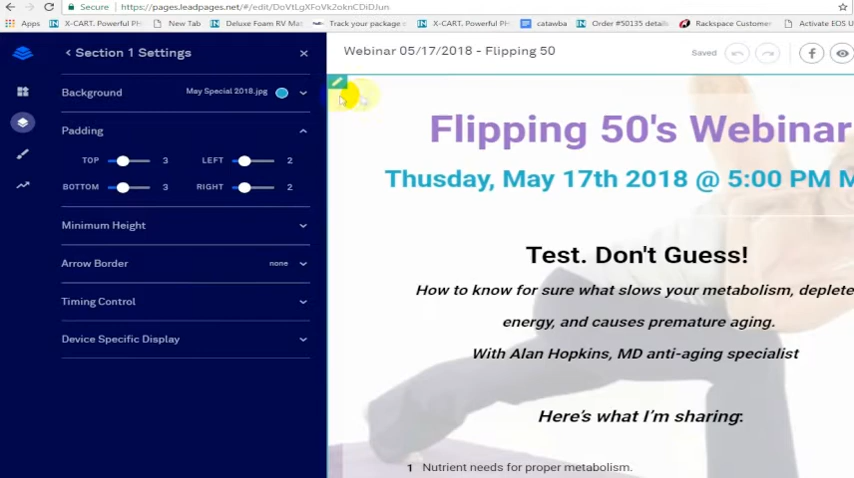 Secure
https://pages.leadpages.net/#/edit/DoVtLgXFoVk2oknCDiDJun
Apps
X-CART. Powerful PH
New Tab
Deluxe Foam RV Mat
Track your package
X-CART. Powerful PH
catawba
Order #50135 details
Rackspace Customer
Activate EDS U
Section 1 Settings
Webinar 05/17/2018 - Flipping 50
Saved
Background
May Special 2018.jpg
Padding
TOP 3 LEFT 2
BOTTOM 3 RIGHT 2
Minimum Height
Arrow Border
none
Timing Control
Device Specific Display
Flipping 50's Webinar
Thusday, May 17th 2018 @ 5:00 PM M
Test. Don't Guess!
How to know for sure what slows your metabolism, deplete
energy, and causes premature aging.
With Alan Hopkins, MD anti-aging specialist
Here's what I'm sharing:
1 Nutrient needs for proper metabolism.